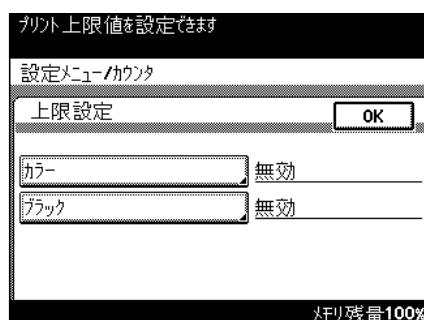 プリント上限値を設定できます
設定メニュー/カウンタ
上限設定
OK
カラー 無効
ブラック 無効
メモリ残量100%